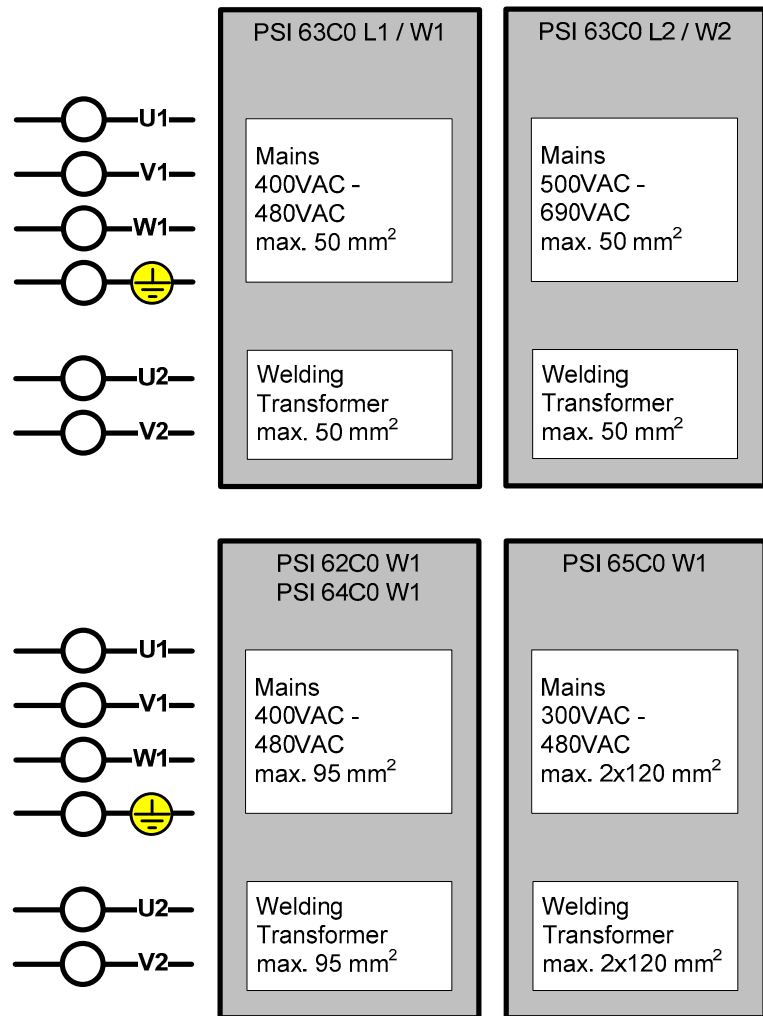 PSI 63C0 L1 / W1
PSI 63C0 L2 / W2
U1
V1
W1
U2
V2
Mains
400VAC -
480VAC
max. 50 mm²
Welding
Transformer
max. 50 mm²
Mains
500VAC -
690VAC
max. 50 mm²
Welding
Transformer
max. 50 mm²
PSI 62C0 W1
PSI 64C0 W1
PSI 65C0 W1
U1
V1
W1
U2
V2
Mains
400VAC -
480VAC
max. 95 mm²
Welding
Transformer
max. 95 mm²
Mains
300VAC -
480VAC
max. 2x120 mm²
Welding
Transformer
max. 2x120 mm²